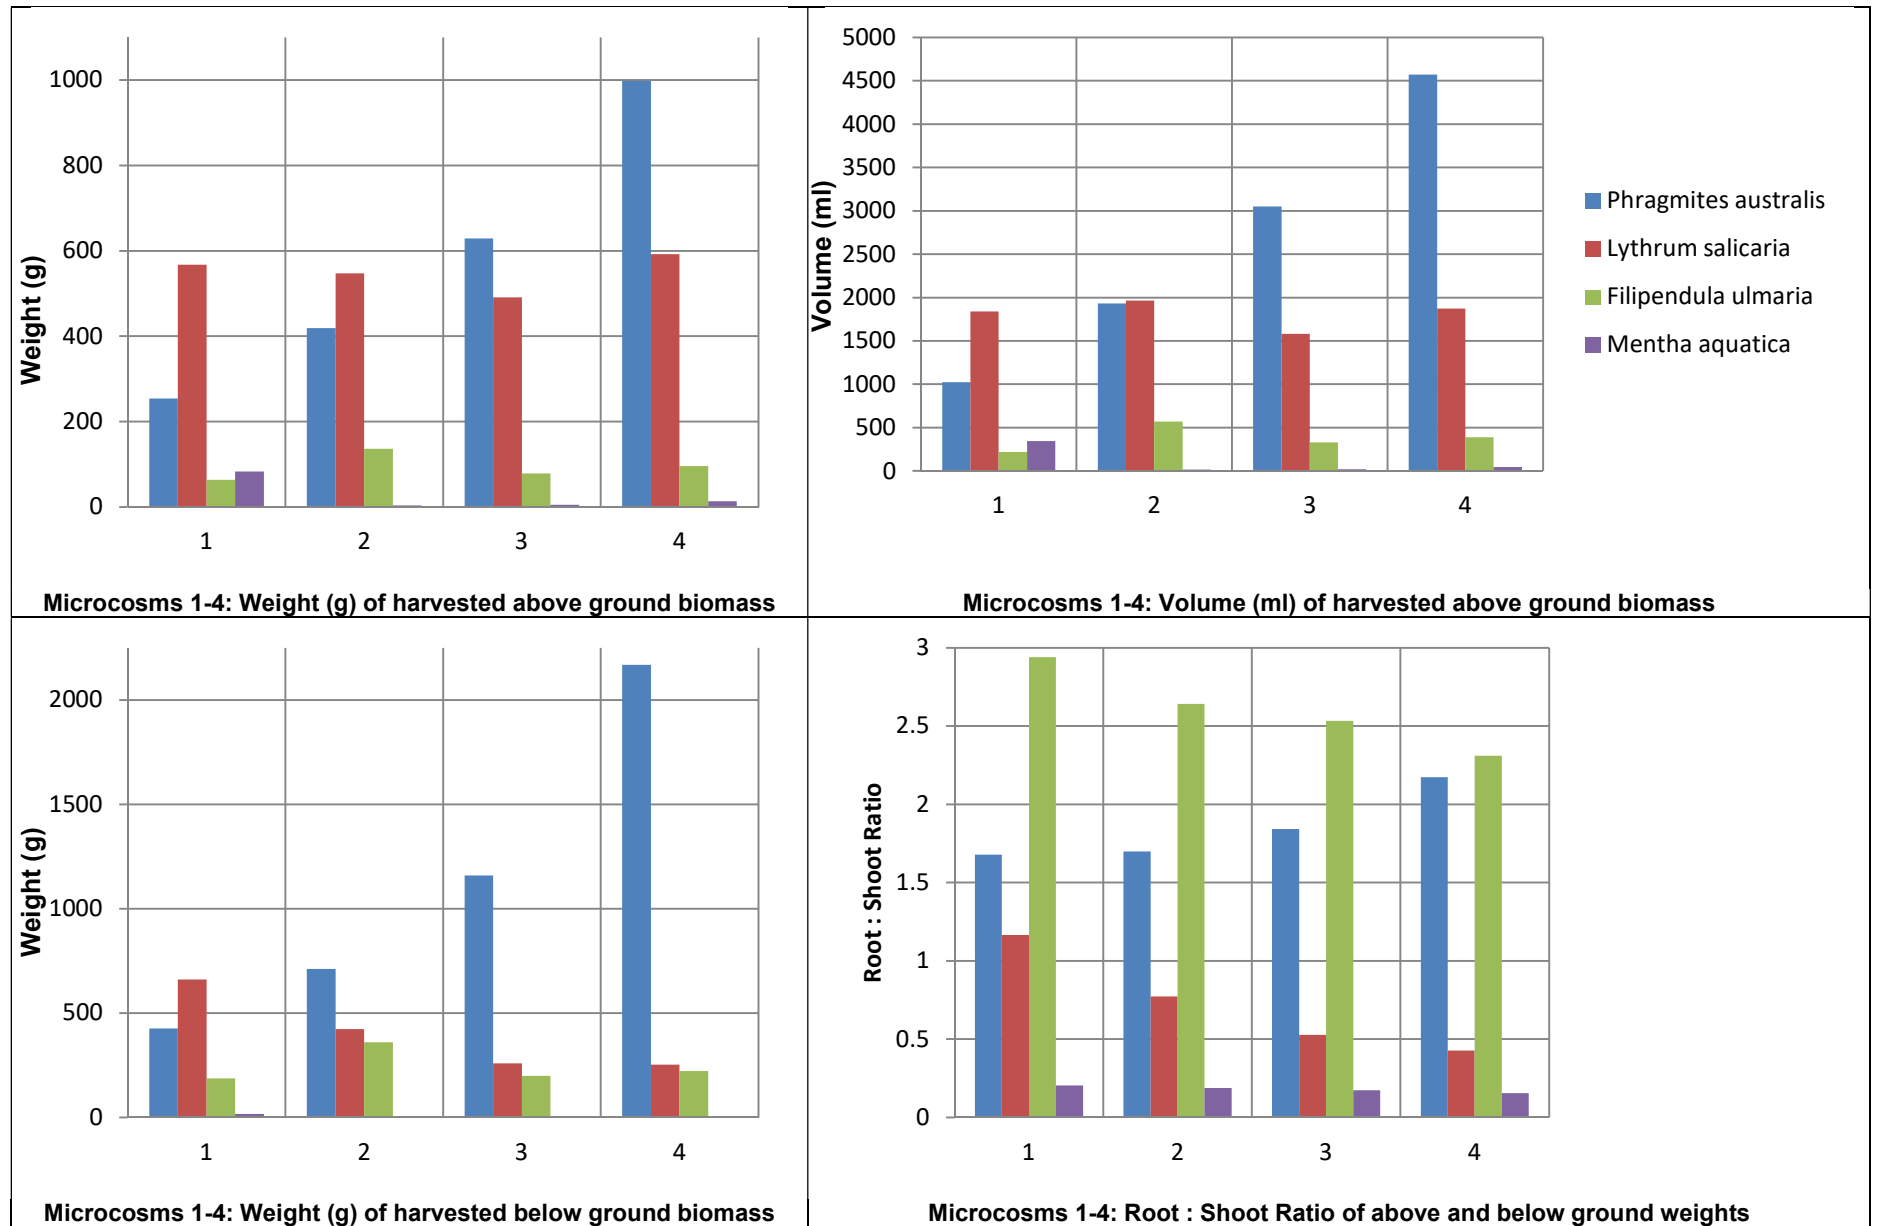 1000
800
600
400
200
0
Weight (g)
1 2 3 4
Microcosms 1-4: Weight (g) of harvested above ground biomass
5000
4500
4000
3500
3000
2500
2000
1500
1000
500
0
Volume (ml)
1 2 3 4
Phragmites australis
Lythrum salicaria
Filipendula ulmaria
Mentha aquatica
Microcosms 1-4: Volume (ml) of harvested above ground biomass
2000
1500
1000
500
0
Weight (g)
1 2 3 4
Microcosms 1-4: Weight (g) of harvested below ground biomass
3
2.5
2
1.5
1
0.5
0
Root : Shoot Ratio
1 2 3 4
Microcosms 1-4: Root : Shoot Ratio of above and below ground weights